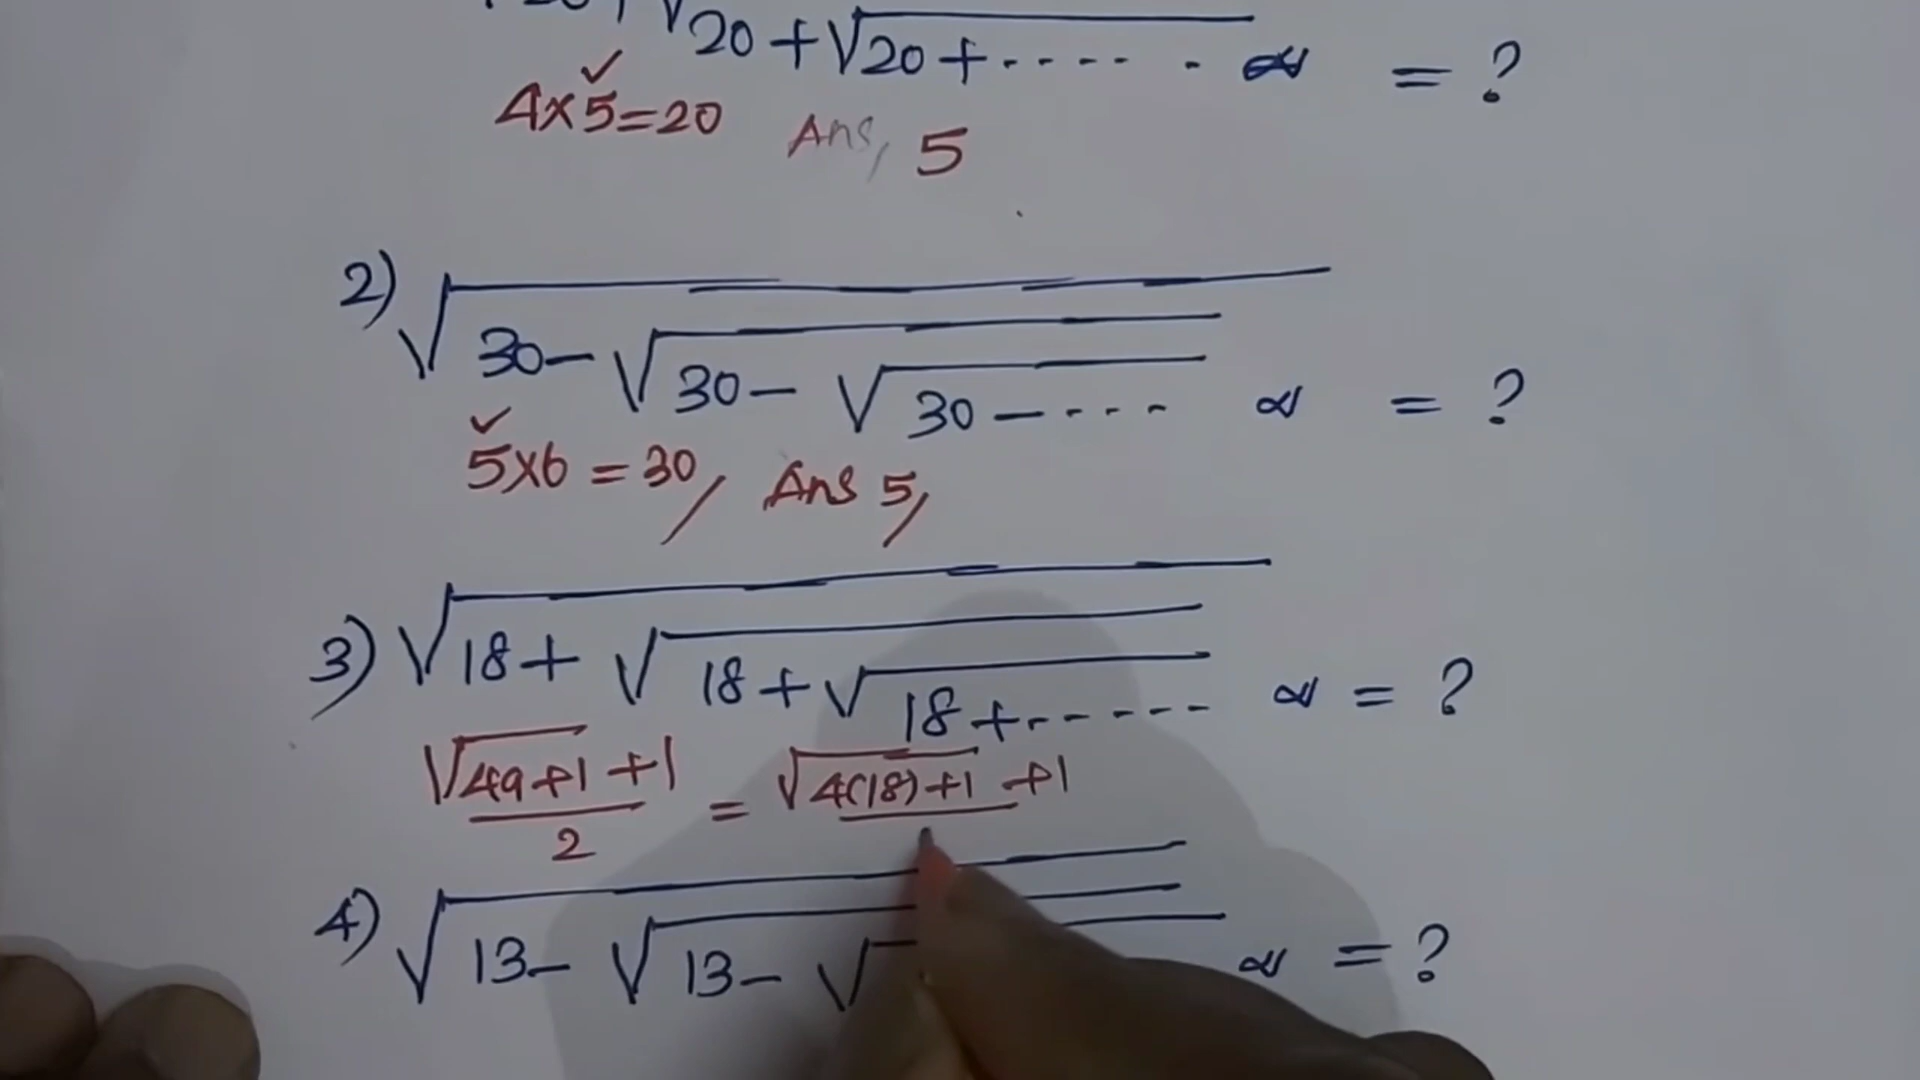 √20+√20+----- α = ?
4×5=20 Ans, 5
2) √30-√30-√30----- α = ?
5×6=30/ Ans 5/
3) √18+√18+√18+------ α = ?
√4a+1 +1 / 2 = √4(18)+1 +1
4) √13-√13-√ α = ?